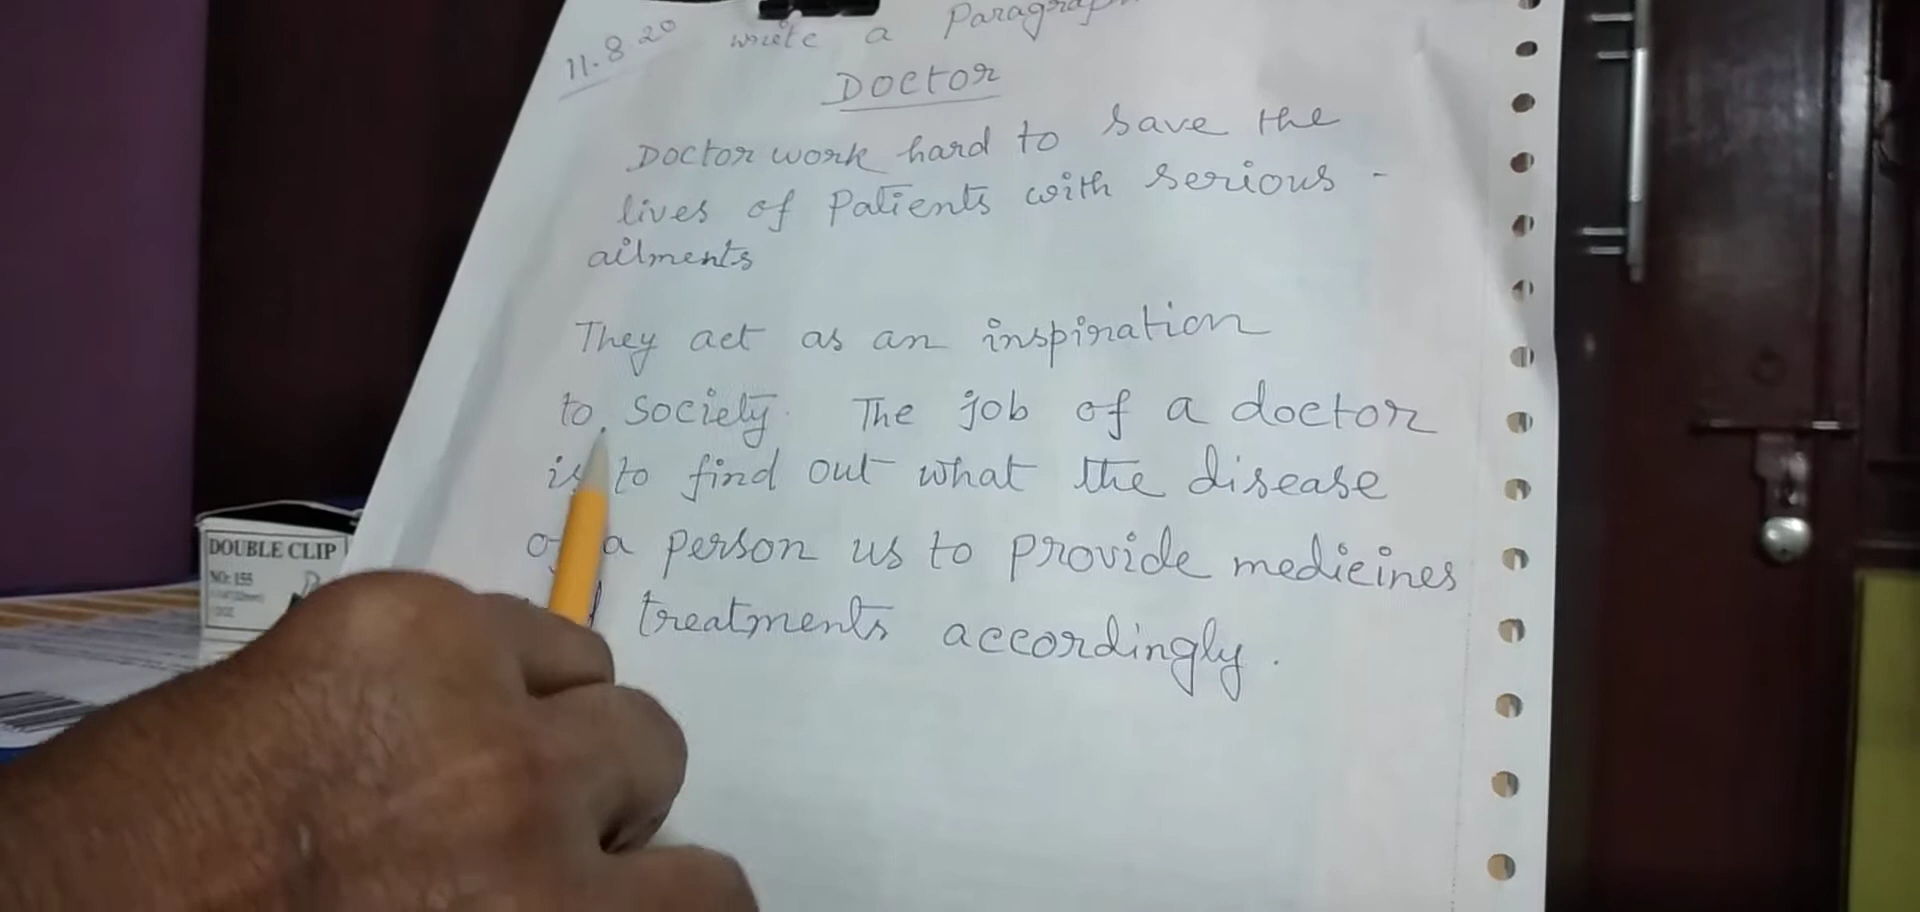 11.8 20
write a Paragraph
Doctor
Doctor work hard to save the
lives of Patients with serious -
ailments
They act as an inspiration
to society. The job of a doctor
is to find out what the disease
of a person us to provide medicines
treatments accordingly.
DOUBLE CLIP
NO: 155